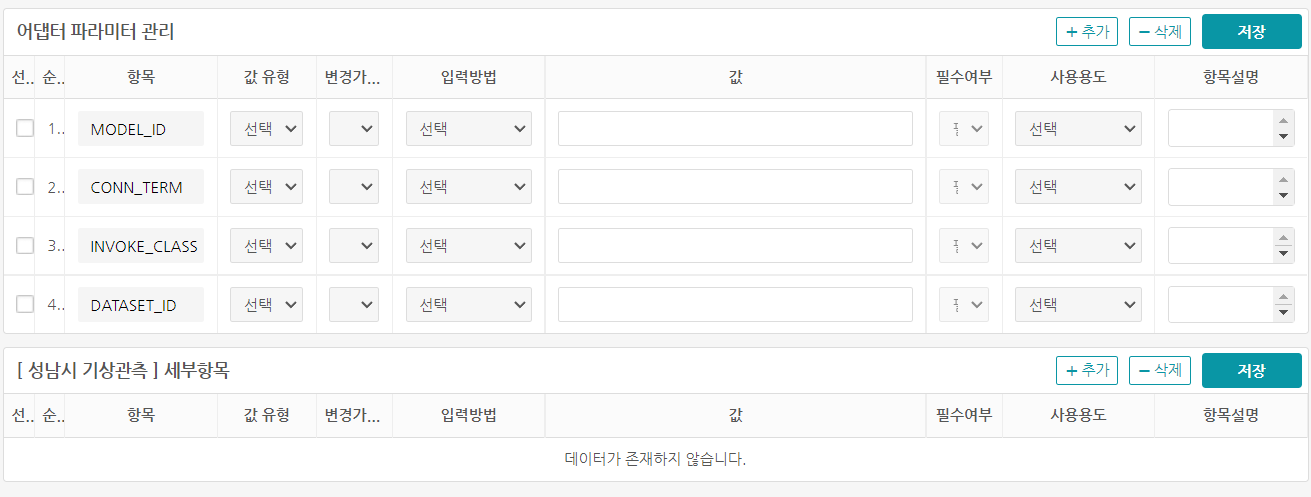 어댑터 파라미터 관리
+ 추가 - 삭제 저장
선.. 순.. 항목 값 유형 변경가... 입력방법 값 필수여부 사용용도 항목설명
1.. MODEL_ID 선택 선택 선택
2.. CONN_TERM 선택 선택 선택
3.. INVOKE_CLASS 선택 선택 선택
4.. DATASET_ID 선택 선택 선택
[ 성남시 기상관측 ] 세부항목
+ 추가 - 삭제 저장
선.. 순.. 항목 값 유형 변경가... 입력방법 값 필수여부 사용용도 항목설명
데이터가 존재하지 않습니다.